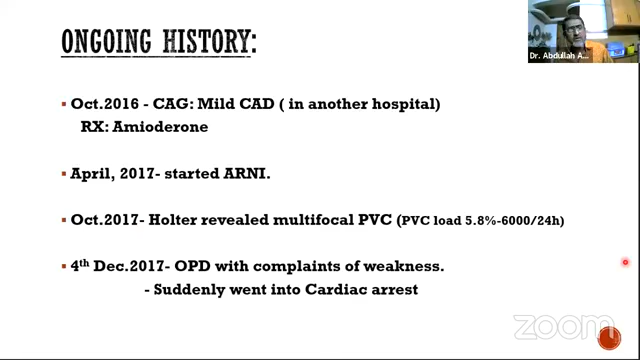 ONGOING HISTORY:
Dr. Abdullah A...
▪ Oct.2016 - CAG: Mild CAD ( in another hospital)
RX: Amioderone
▪ April, 2017- started ARNI.
▪ Oct.2017- Holter revealed multifocal PVC (PVC load 5.8%-6000/24h)
▪ 4th Dec.2017- OPD with complaints of weakness.
- Suddenly went into Cardiac arrest
zoom